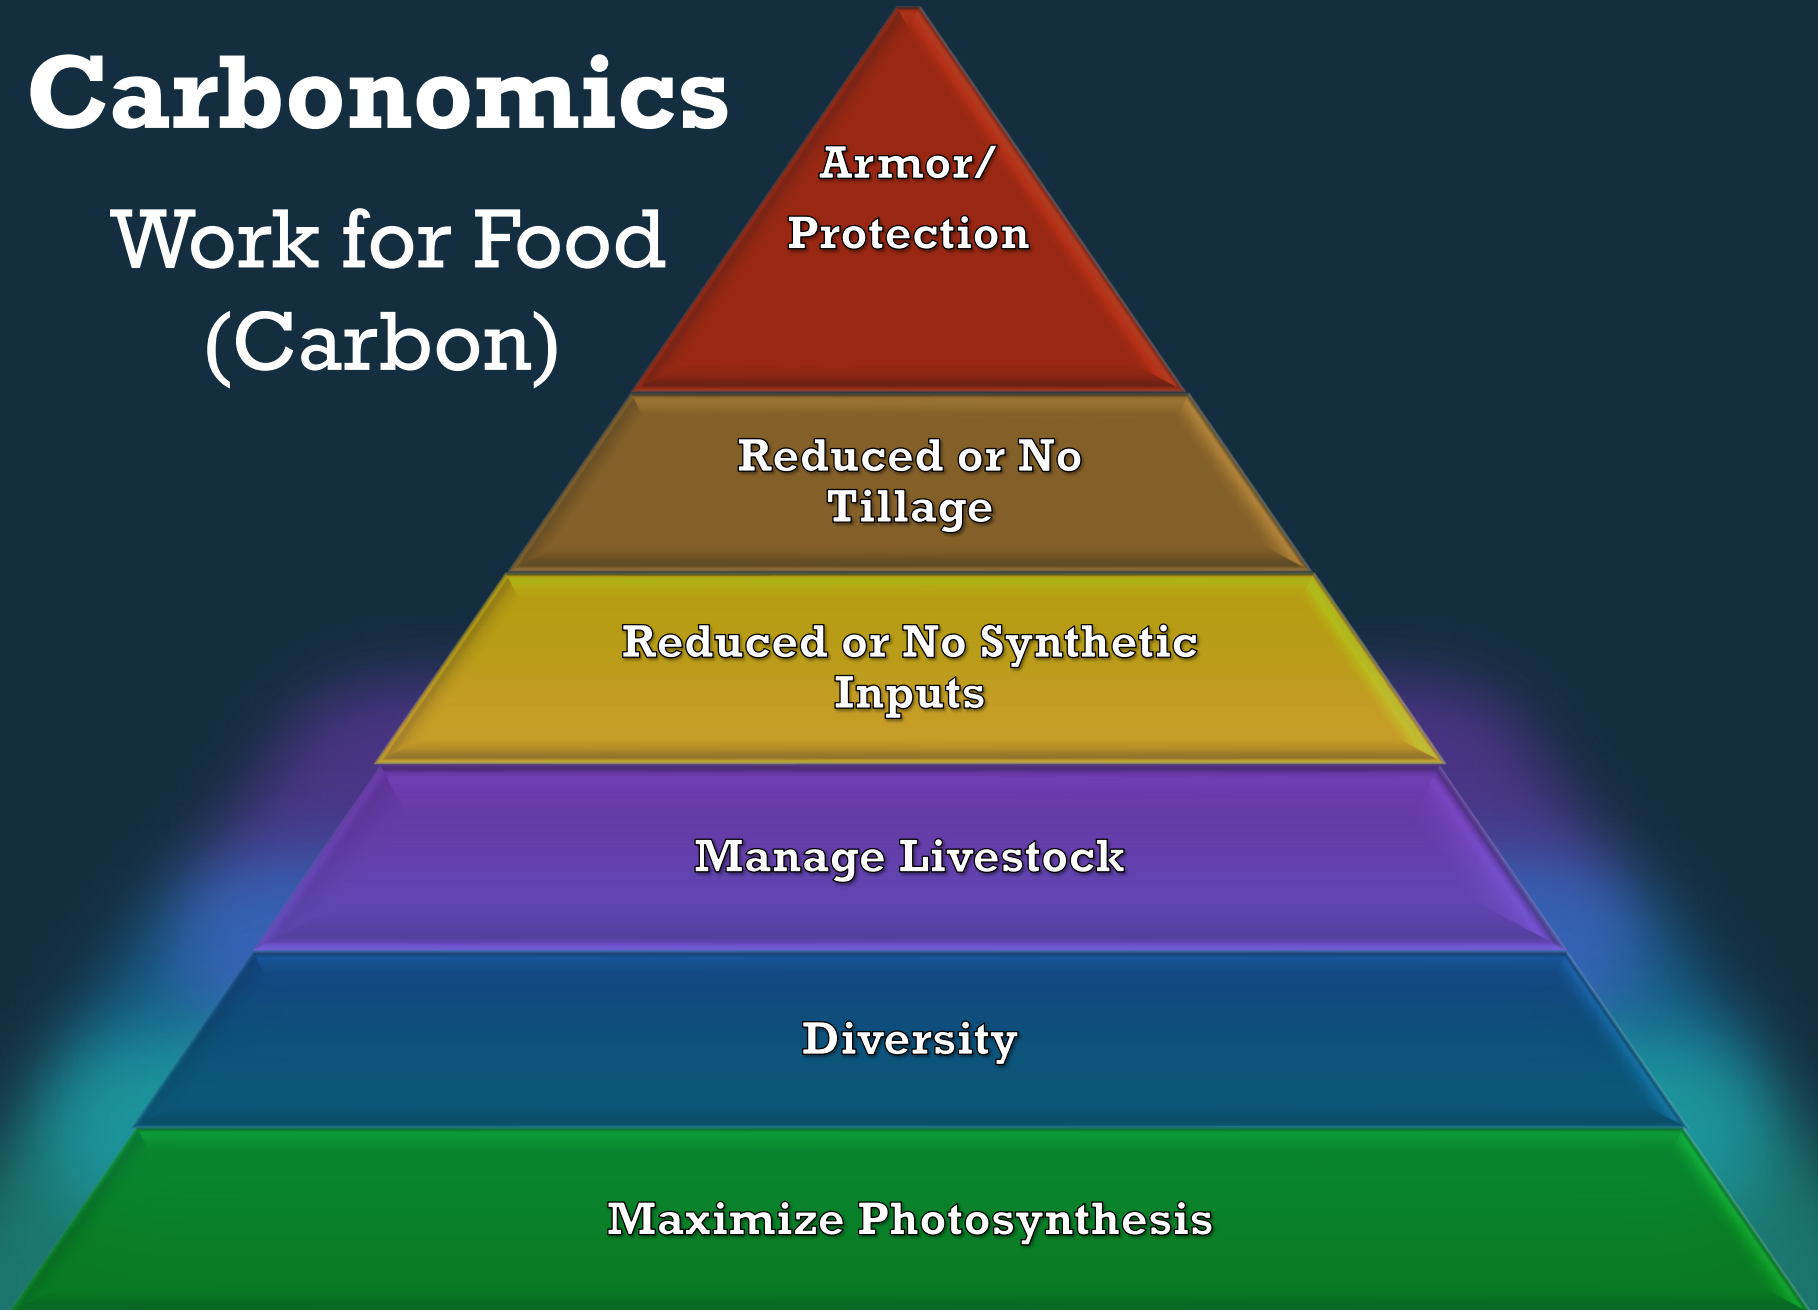 Carbonomics
Work for Food
(Carbon)
Armor/
Protection
Reduced or No
Tillage
Reduced or No Synthetic
Inputs
Manage Livestock
Diversity
Maximize Photosynthesis